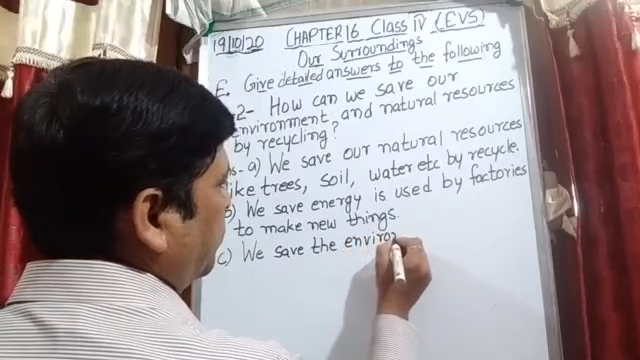 19/10/20 CHAPTER 16 Class IV (EVS)
Our Surroundings
E. Give detailed answers to the following
2- How can we save our
environment and natural resources
by recycling?
ns- a) We save our natural resources
like trees, soil, water etc by recycle.
b) We save energy is used by factories
to make new things.
c) We save the enviro